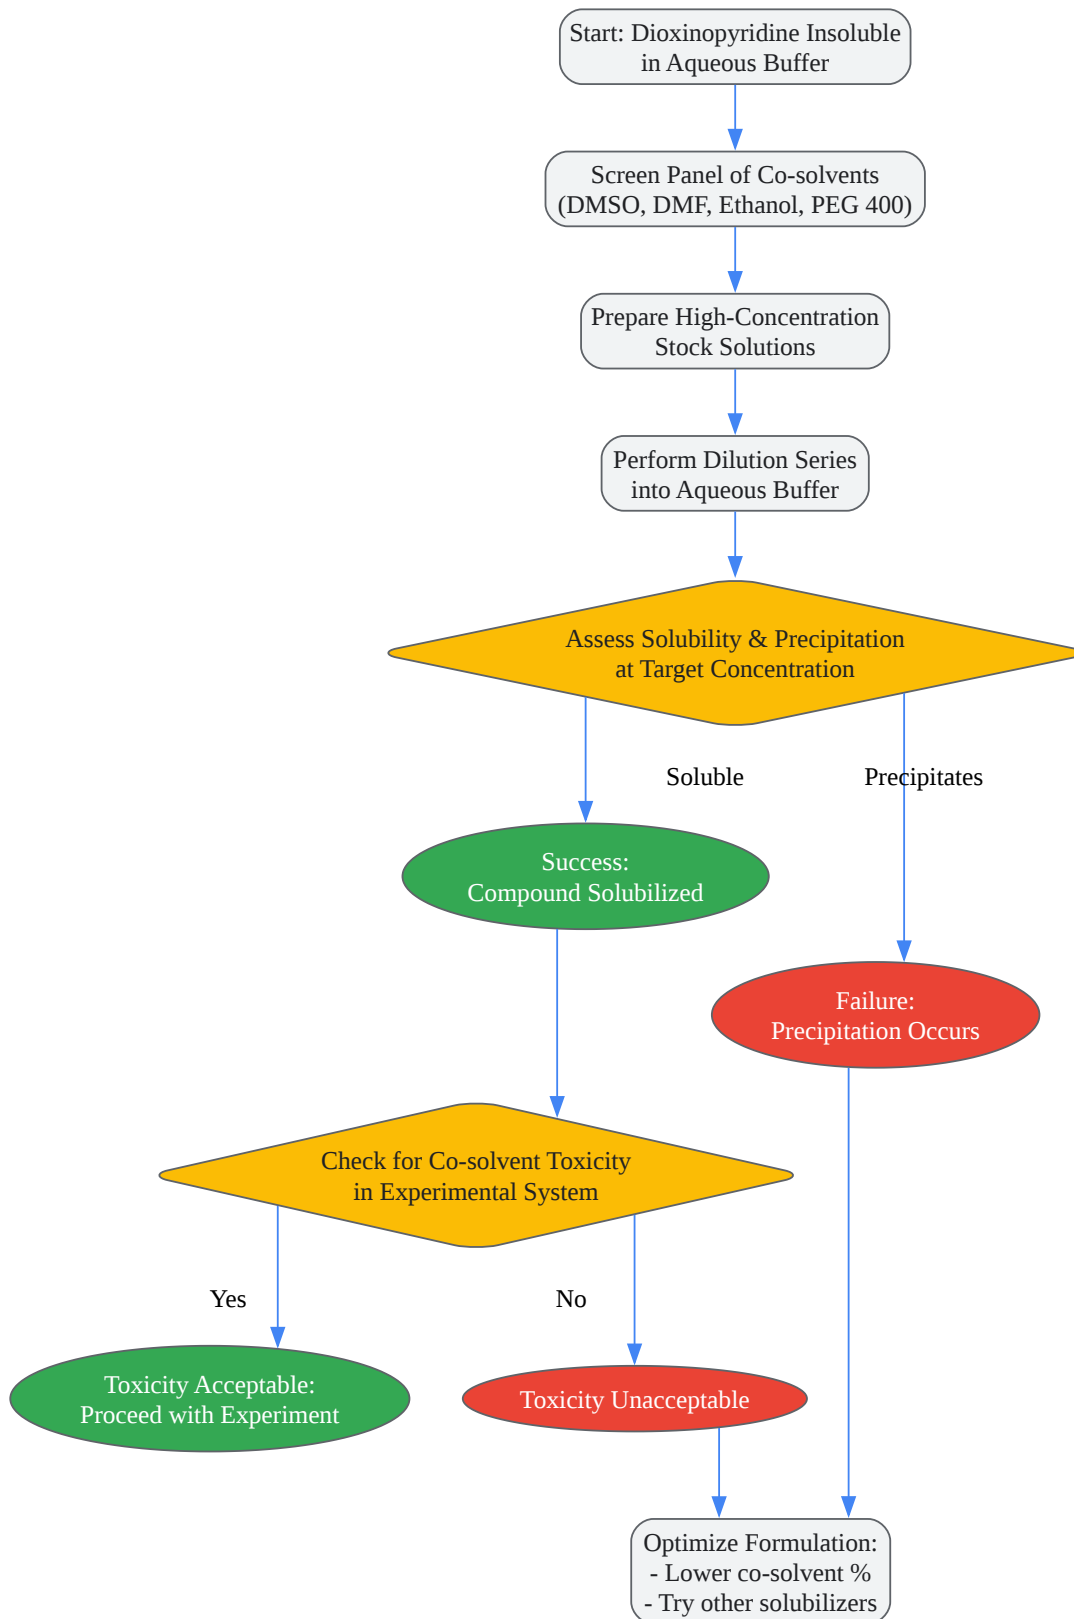 Start: Dioxinopyridine Insoluble
in Aqueous Buffer
Screen Panel of Co-solvents
(DMSO, DMF, Ethanol, PEG 400)
Prepare High-Concentration
Stock Solutions
Perform Dilution Series
into Aqueous Buffer
Assess Solubility & Precipitation
at Target Concentration
Soluble
Precipitates
Success:
Compound Solubilized
Failure:
Precipitation Occurs
Check for Co-solvent Toxicity
in Experimental System
Yes
No
Toxicity Acceptable:
Proceed with Experiment
Toxicity Unacceptable
Optimize Formulation:
- Lower co-solvent %
- Try other solubilizers